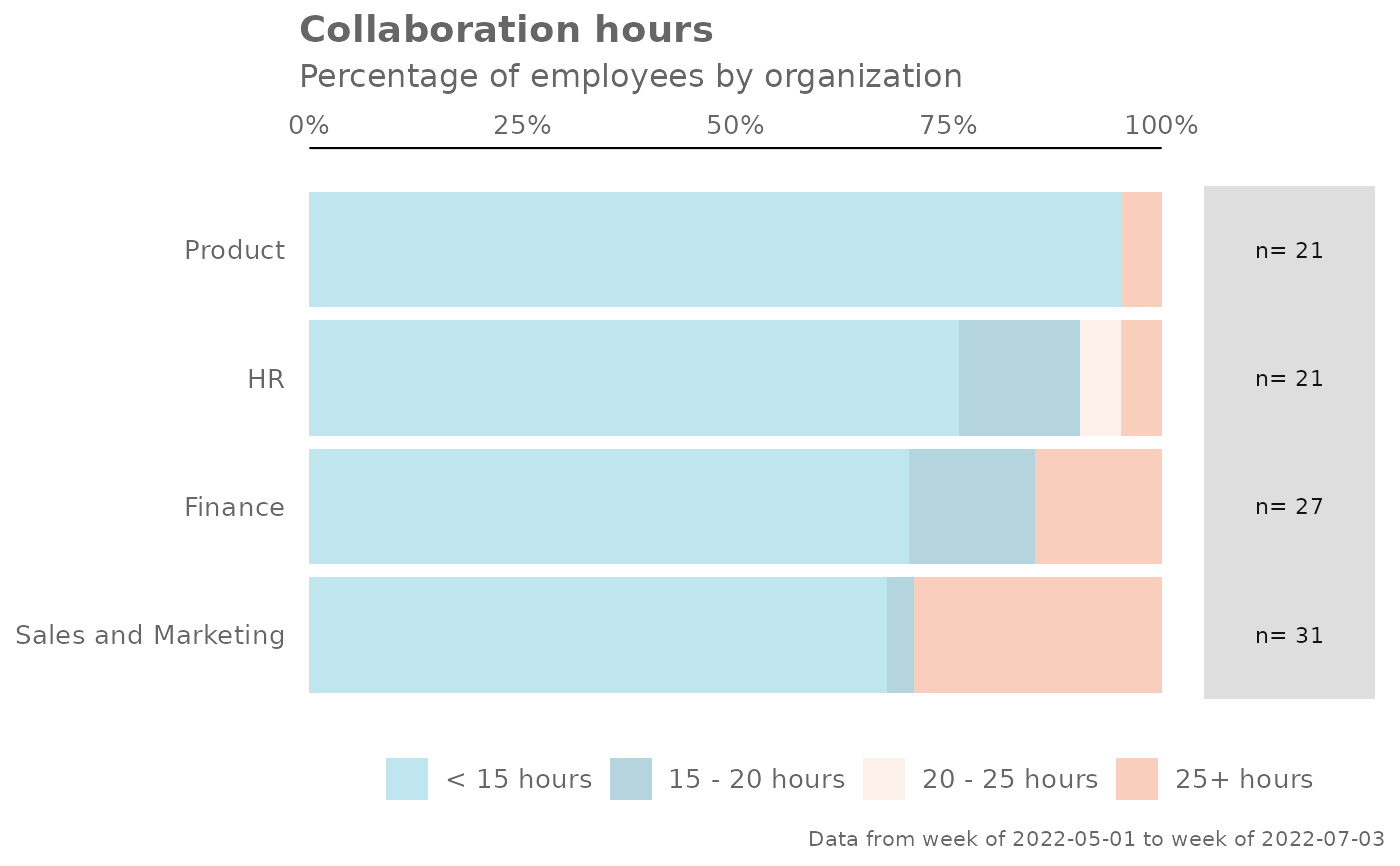 Collaboration hours
Percentage of employees by organization
0% 25% 50% 75% 100%
Product n= 21
HR n= 21
Finance n= 27
Sales and Marketing n= 31
< 15 hours 15 - 20 hours 20 - 25 hours 25+ hours
Data from week of 2022-05-01 to week of 2022-07-03